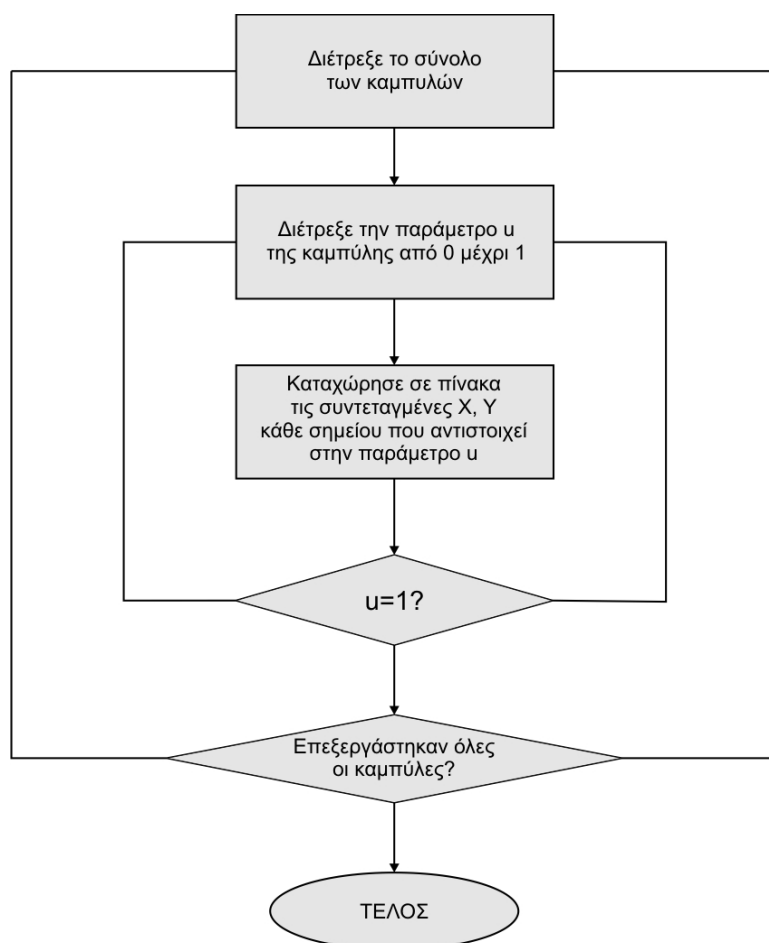 Διέτρεξε το σύνολο
των καμπυλών
Διέτρεξε την παράμετρο u
της καμπύλης από 0 μέχρι 1
Καταχώρησε σε πίνακα
τις συντεταγμένες X, Y
κάθε σημείου που αντιστοιχεί
στην παράμετρο u
u=1?
Επεξεργάστηκαν όλες
οι καμπύλες?
ΤΕΛΟΣ